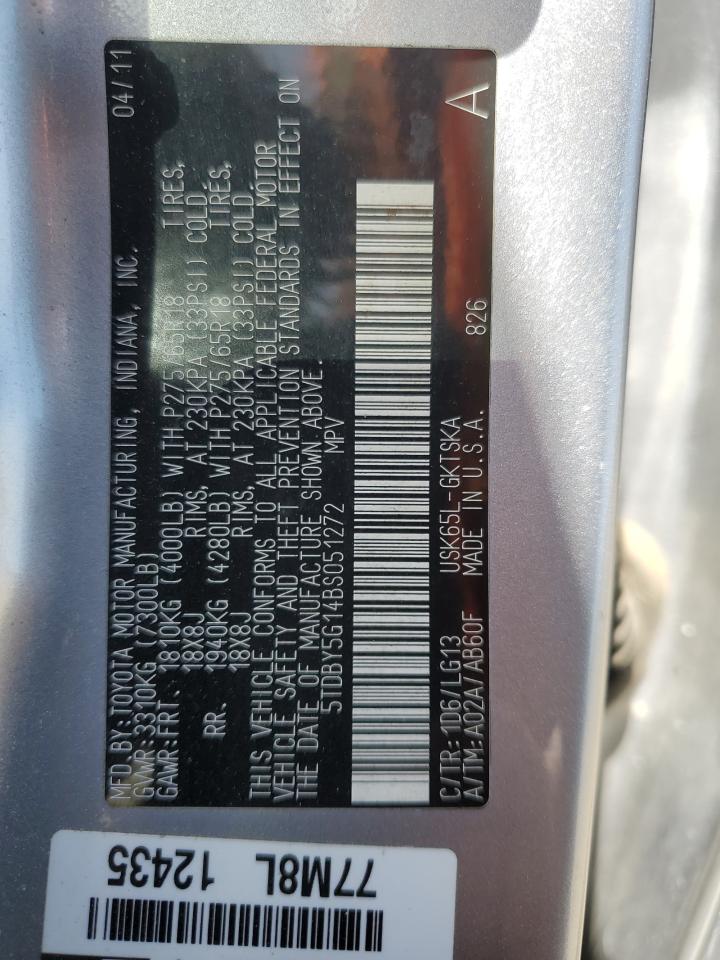 MFD. BY: TOYOTA MOTOR MANUFACTURING, INDIANA, INC. 04/11
GVWR: 3310KG (7300LB)
GAWR: FRT. 1810KG (4000LB) WITH P275/65R18 TIRES,
18X8J RIMS, AT 230KPA (33PSI) COLD.
RR. 1940KG (4280LB) WITH P275/65R18 TIRES,
18X8J RIMS, AT 230KPA (33PSI) COLD.
THIS VEHICLE CONFORMS TO ALL APPLICABLE FEDERAL MOTOR
VEHICLE SAFETY AND THEFT PREVENTION STANDARDS IN EFFECT ON
THE DATE OF MANUFACTURE SHOWN ABOVE.
5TDBY5G14BS051272 MPV
C/TR: 1D6/LG13 USK65L-GKTSKA 826
A/TM: A02A/AB60F MADE IN U.S.A. A
77M8L 12435